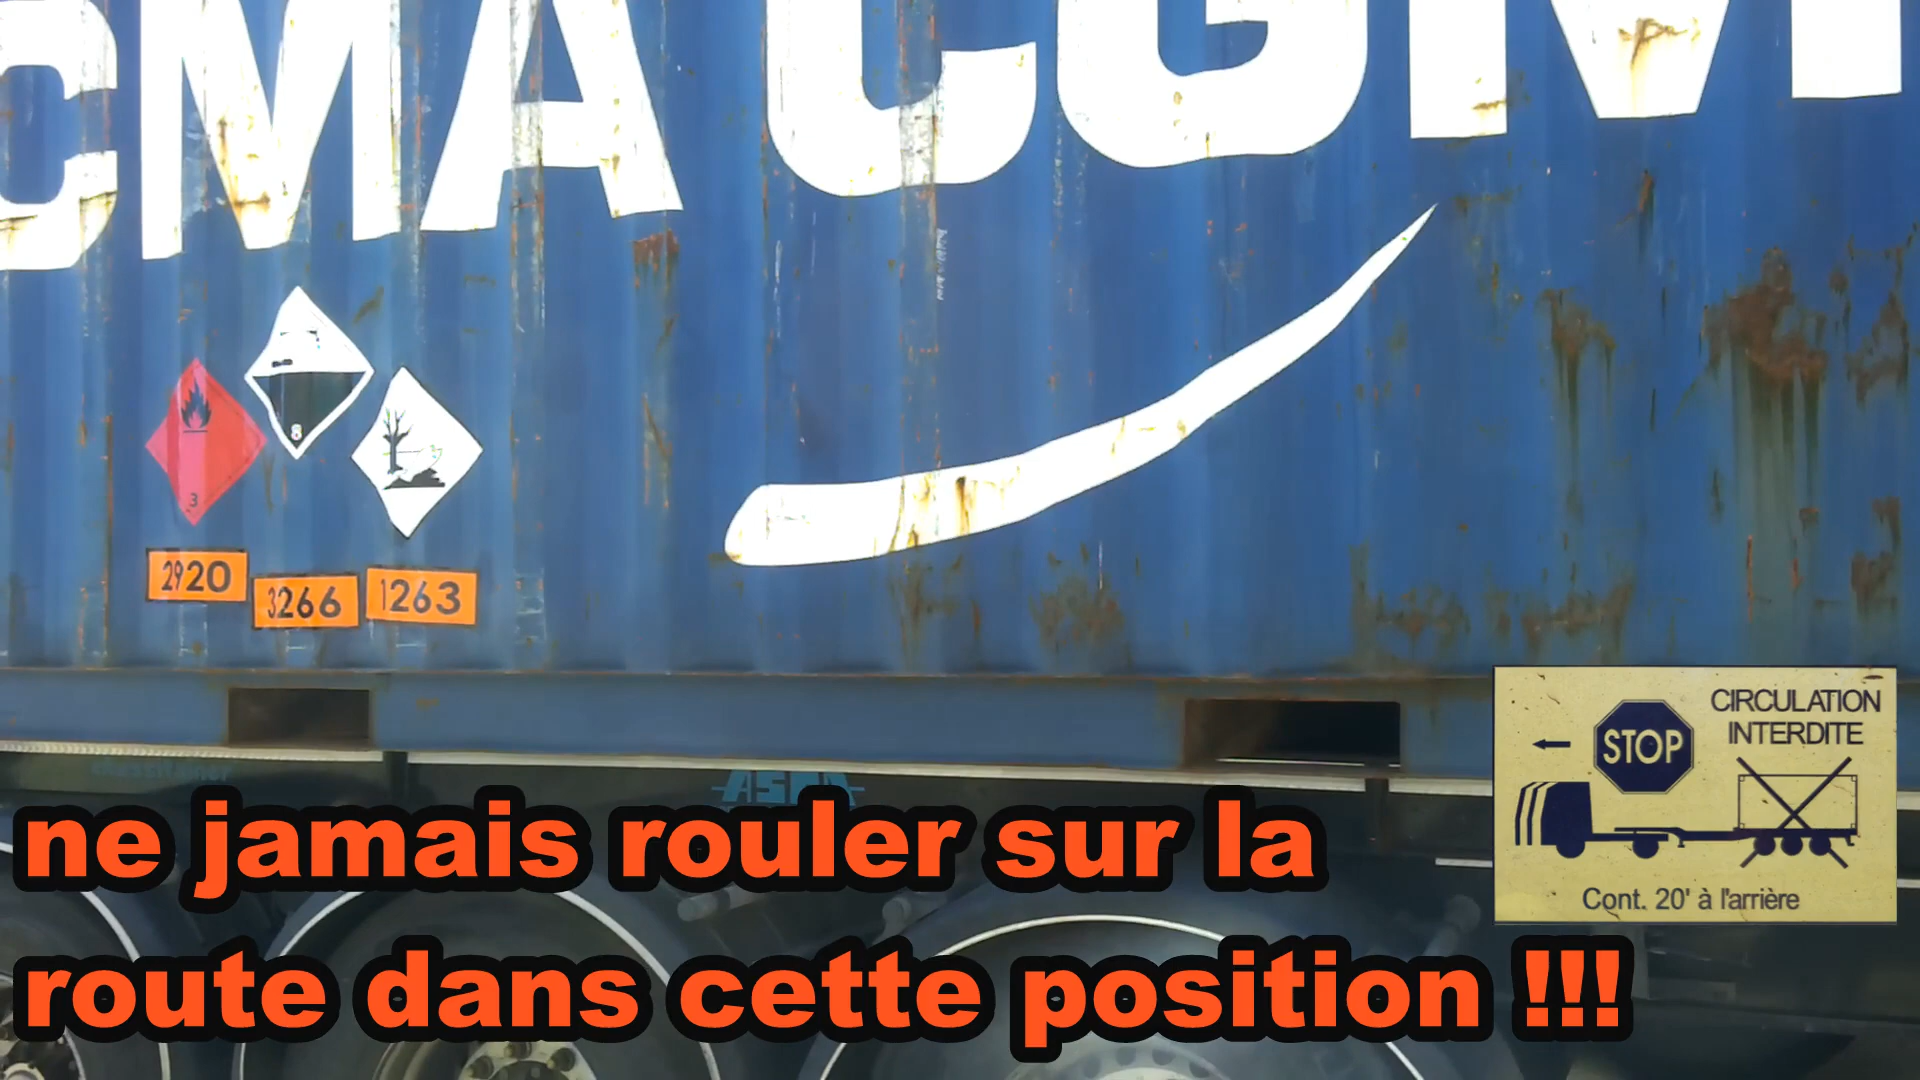 CMA CGM
8
3
2920
3266
1263
ASCA
STOP
CIRCULATION
INTERDITE
Cont. 20' à l'arrière
ne jamais rouler sur la
route dans cette position !!!